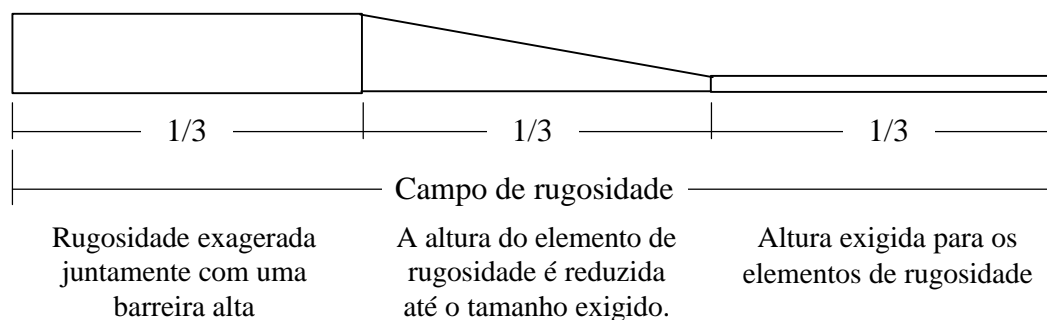 1/3 1/3 1/3
Campo de rugosidade
Rugosidade exagerada
juntamente com uma
barreira alta
A altura do elemento de
rugosidade é reduzida
até o tamanho exigido.
Altura exigida para os
elementos de rugosidade